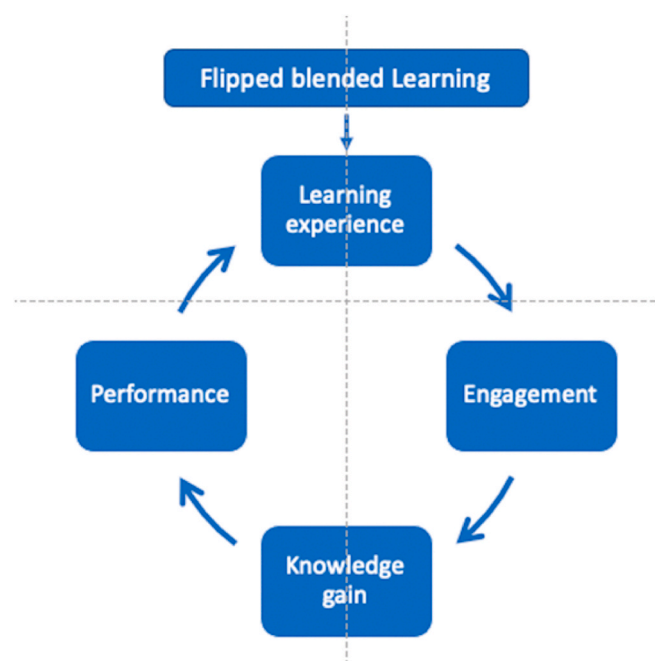 Flipped blended Learning
Learning
experience
Performance
Engagement
Knowledge
gain